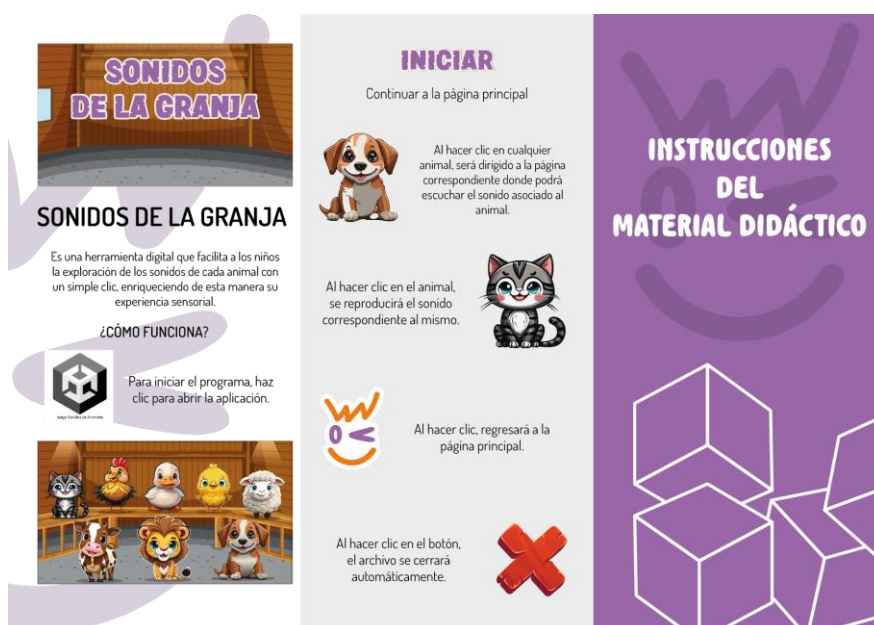 SONIDOS
DE LA GRANJA
SONIDOS DE LA GRANJA
Es una herramienta digital que facilita a los niños
la exploración de los sonidos de cada animal con
un simple clic, enriqueciendo de esta manera su
experiencia sensorial.
¿CÓMO FUNCIONA?
Para iniciar el programa, haz
clic para abrir la aplicación.
Juego Sonidos de Animales
INICIAR
Continuar a la página principal
Al hacer clic en cualquier
animal, será dirigido a la página
correspondiente donde podrá
escuchar el sonido asociado al
animal.
Al hacer clic en el animal,
se reproducirá el sonido
correspondiente al mismo.
Al hacer clic, regresará a la
página principal.
Al hacer clic en el botón,
el archivo se cerrará
automáticamente.
INSTRUCCIONES
DEL
MATERIAL DIDÁCTICO